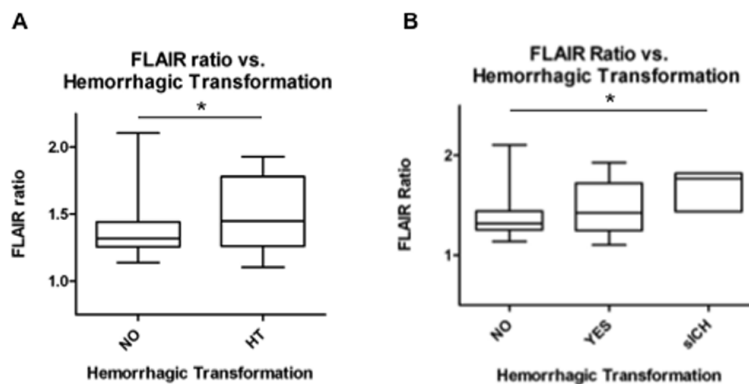 A
FLAIR ratio vs.
Hemorrhagic Transformation
*
FLAIR ratio
2.0
1.5
1.0
NO
HT
Hemorrhagic Transformation
B
FLAIR Ratio vs.
Hemorrhagic Transformation
*
FLAIR Ratio
2
1
NO
YES
sICH
Hemorrhagic Transformation